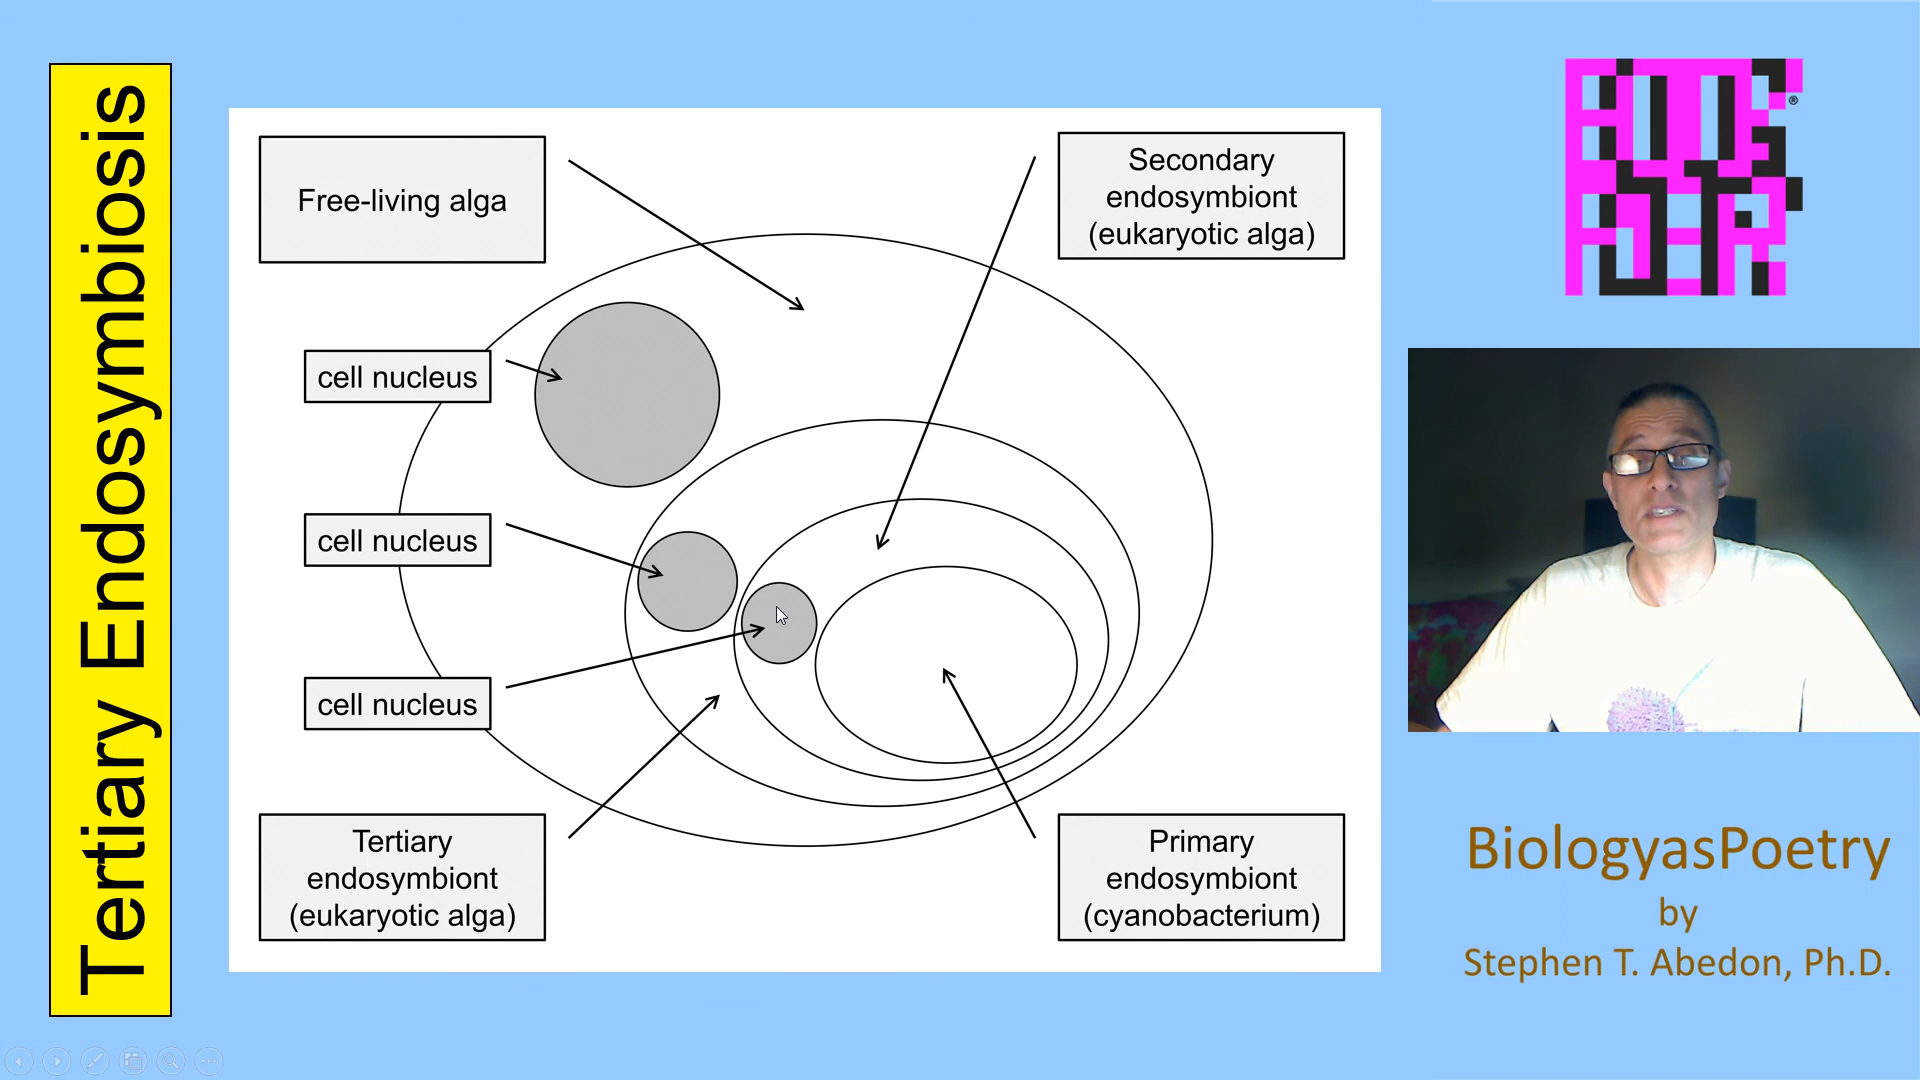 Tertiary Endosymbiosis
Free-living alga
Secondary
endosymbiont
(eukaryotic alga)
cell nucleus
cell nucleus
cell nucleus
Tertiary
endosymbiont
(eukaryotic alga)
Primary
endosymbiont
(cyanobacterium)
®
BiologyasPoetry
by
Stephen T. Abedon, Ph.D.